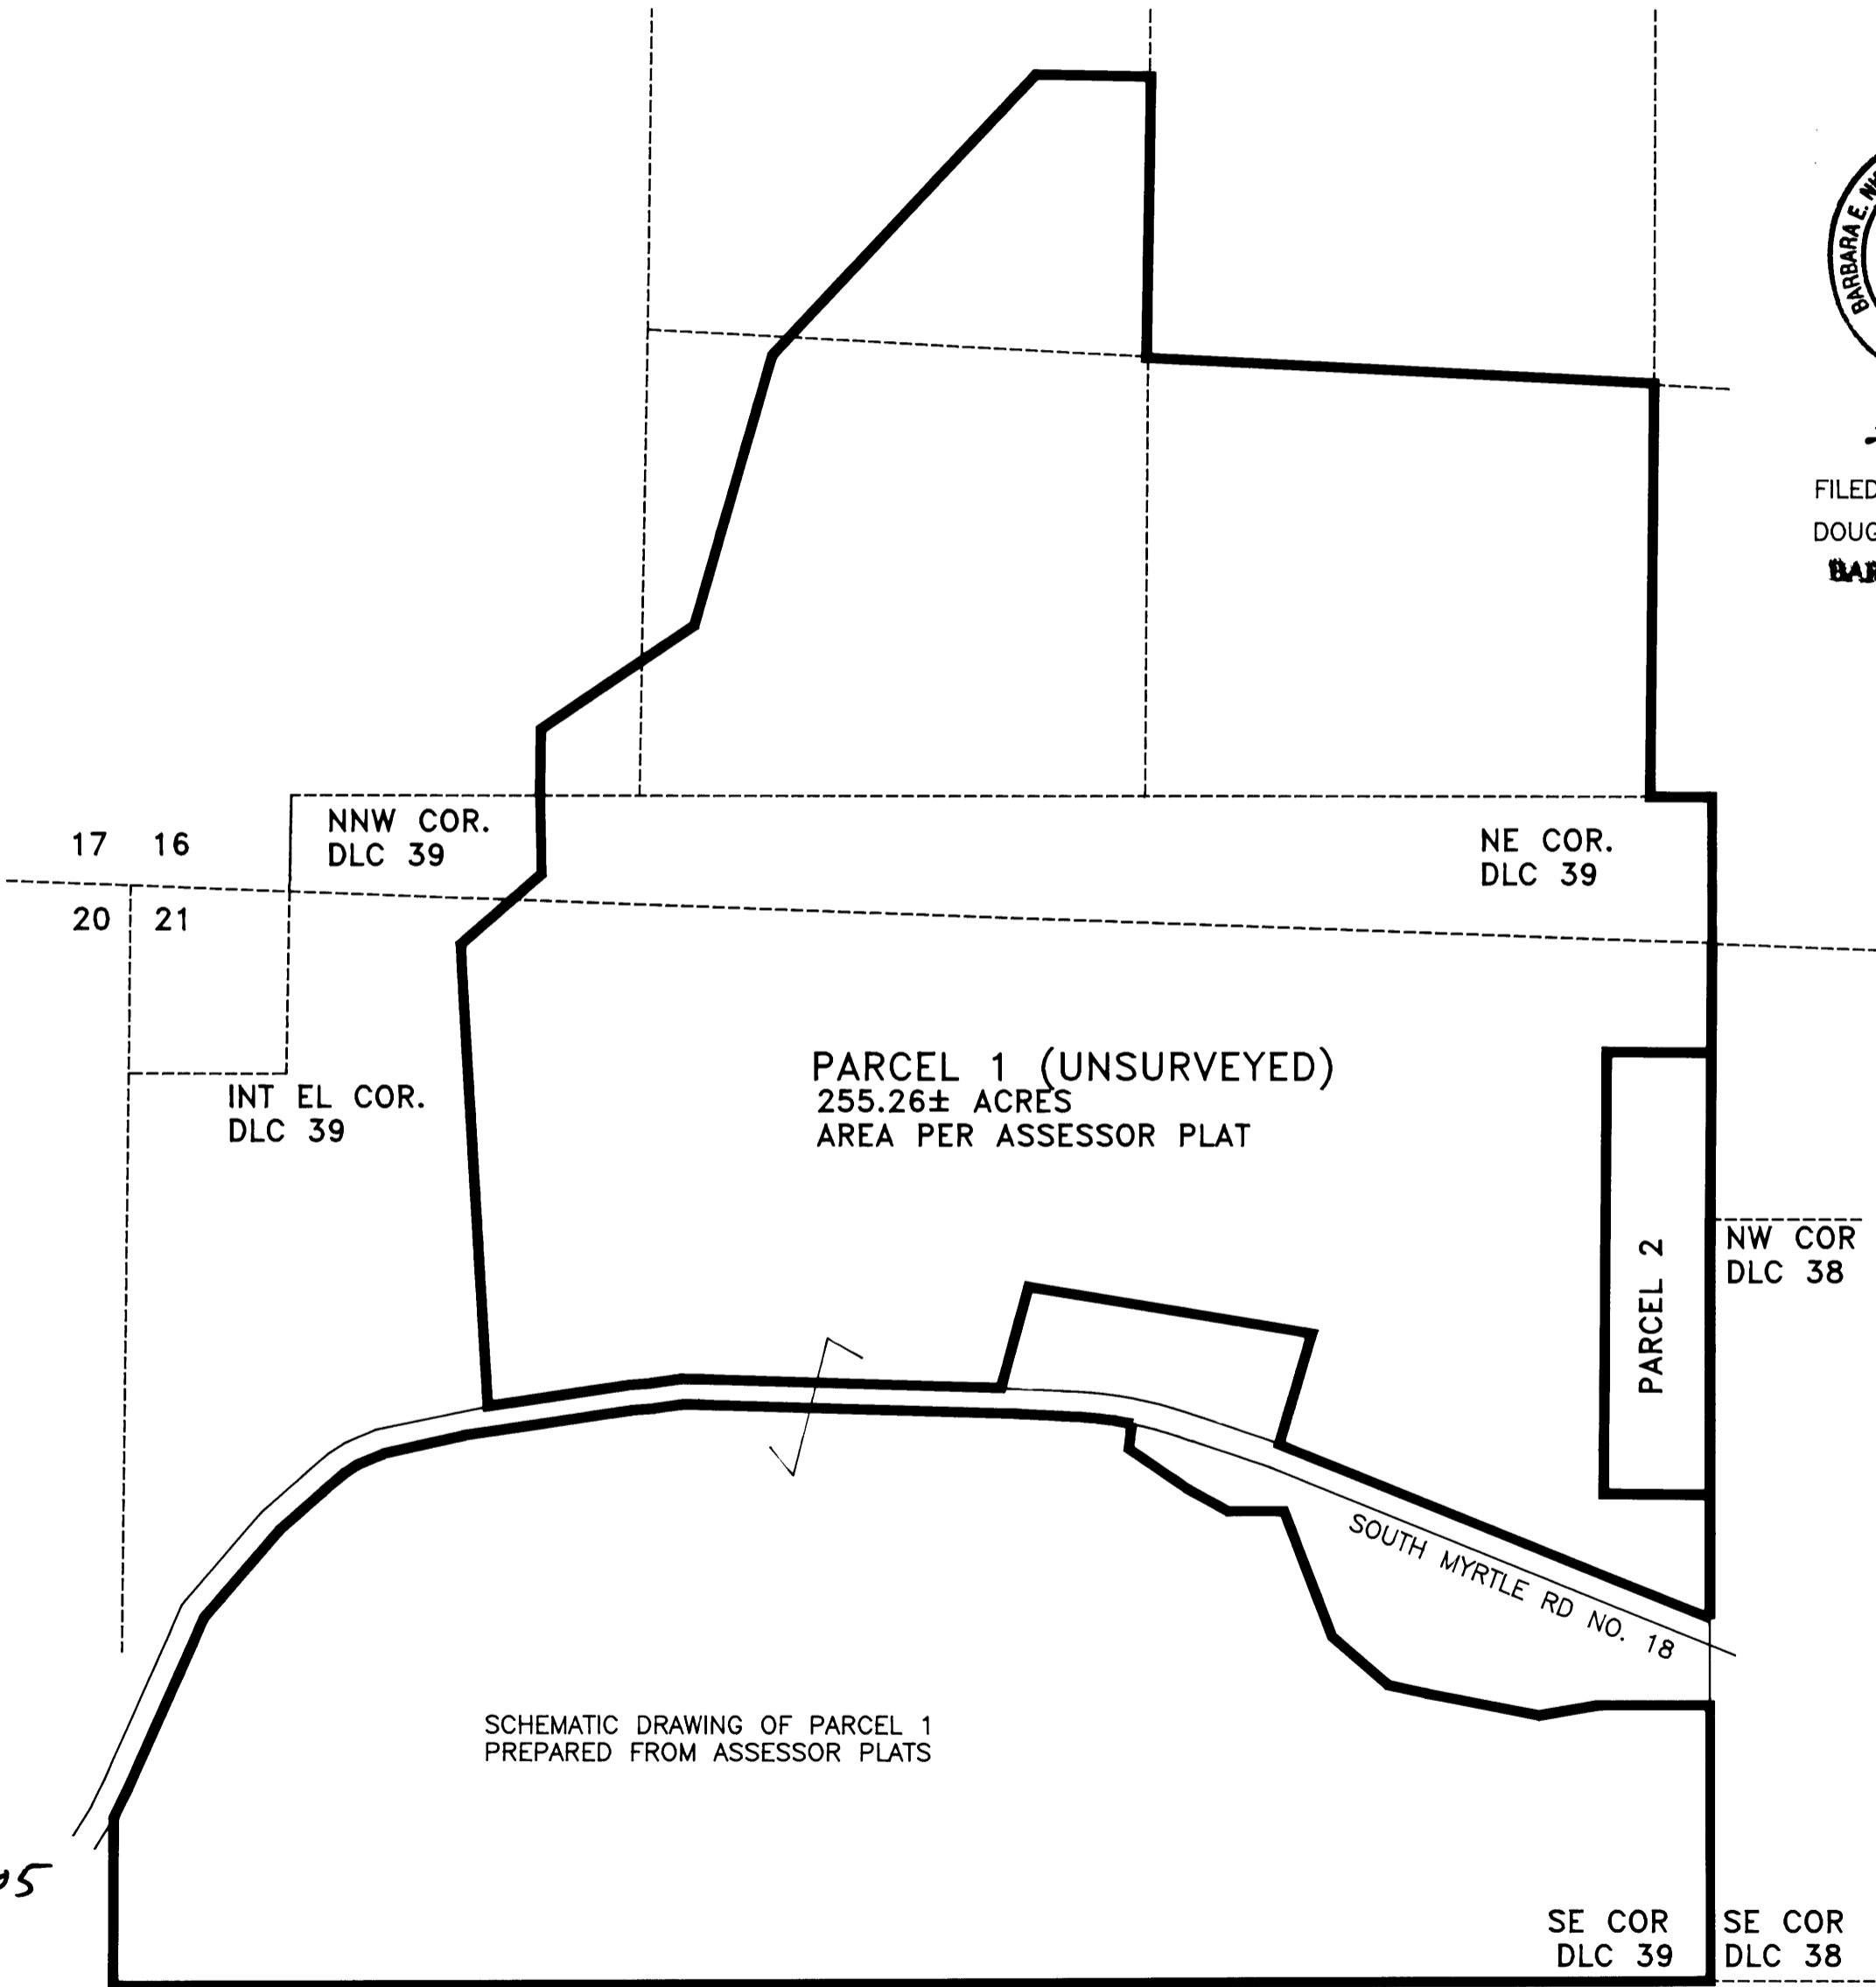 BARBARA E.
FILED
17 16
20 21
NNW COR.
DLC 39
NE COR.
DLC 39
INT EL COR.
DLC 39
PARCEL 1 (UNSURVEYED)
255.26± ACRES
AREA PER ASSESSOR PLAT
PARCEL 2
NW COR
DLC 38
SOUTH MYRTLE RD NO. 18
SCHEMATIC DRAWING OF PARCEL 1
PREPARED FROM ASSESSOR PLATS
SE COR
DLC 39
SE COR
DLC 38